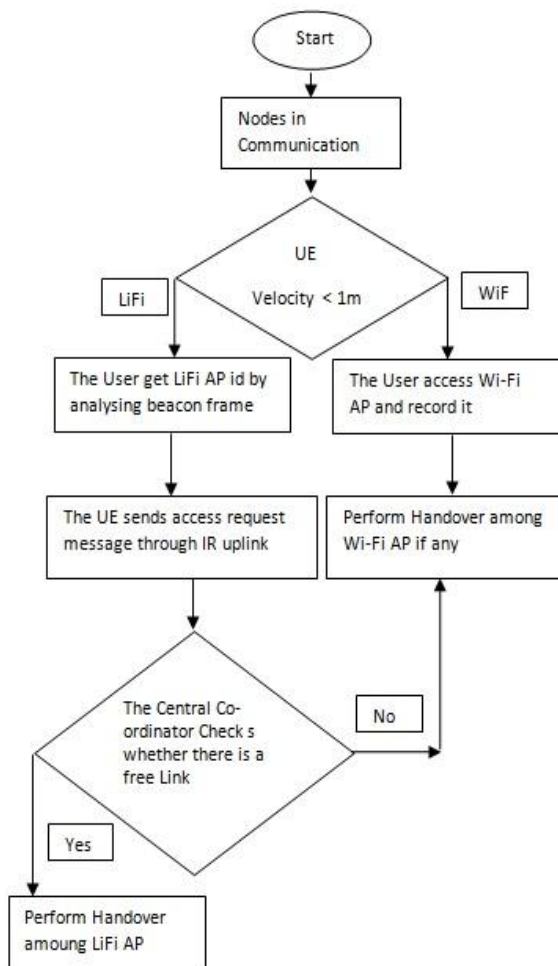 Start
Nodes in
Communication
UE
Velocity < 1m
LiFi
WiF
The User get LiFi AP id by
analysing beacon frame
The User access Wi-Fi
AP and record it
The UE sends access request
message through IR uplink
Perform Handover among
Wi-Fi AP if any
The Central Co-
ordinator Check s
whether there is a
free Link
No
Yes
Perform Handover
amoung LiFi AP